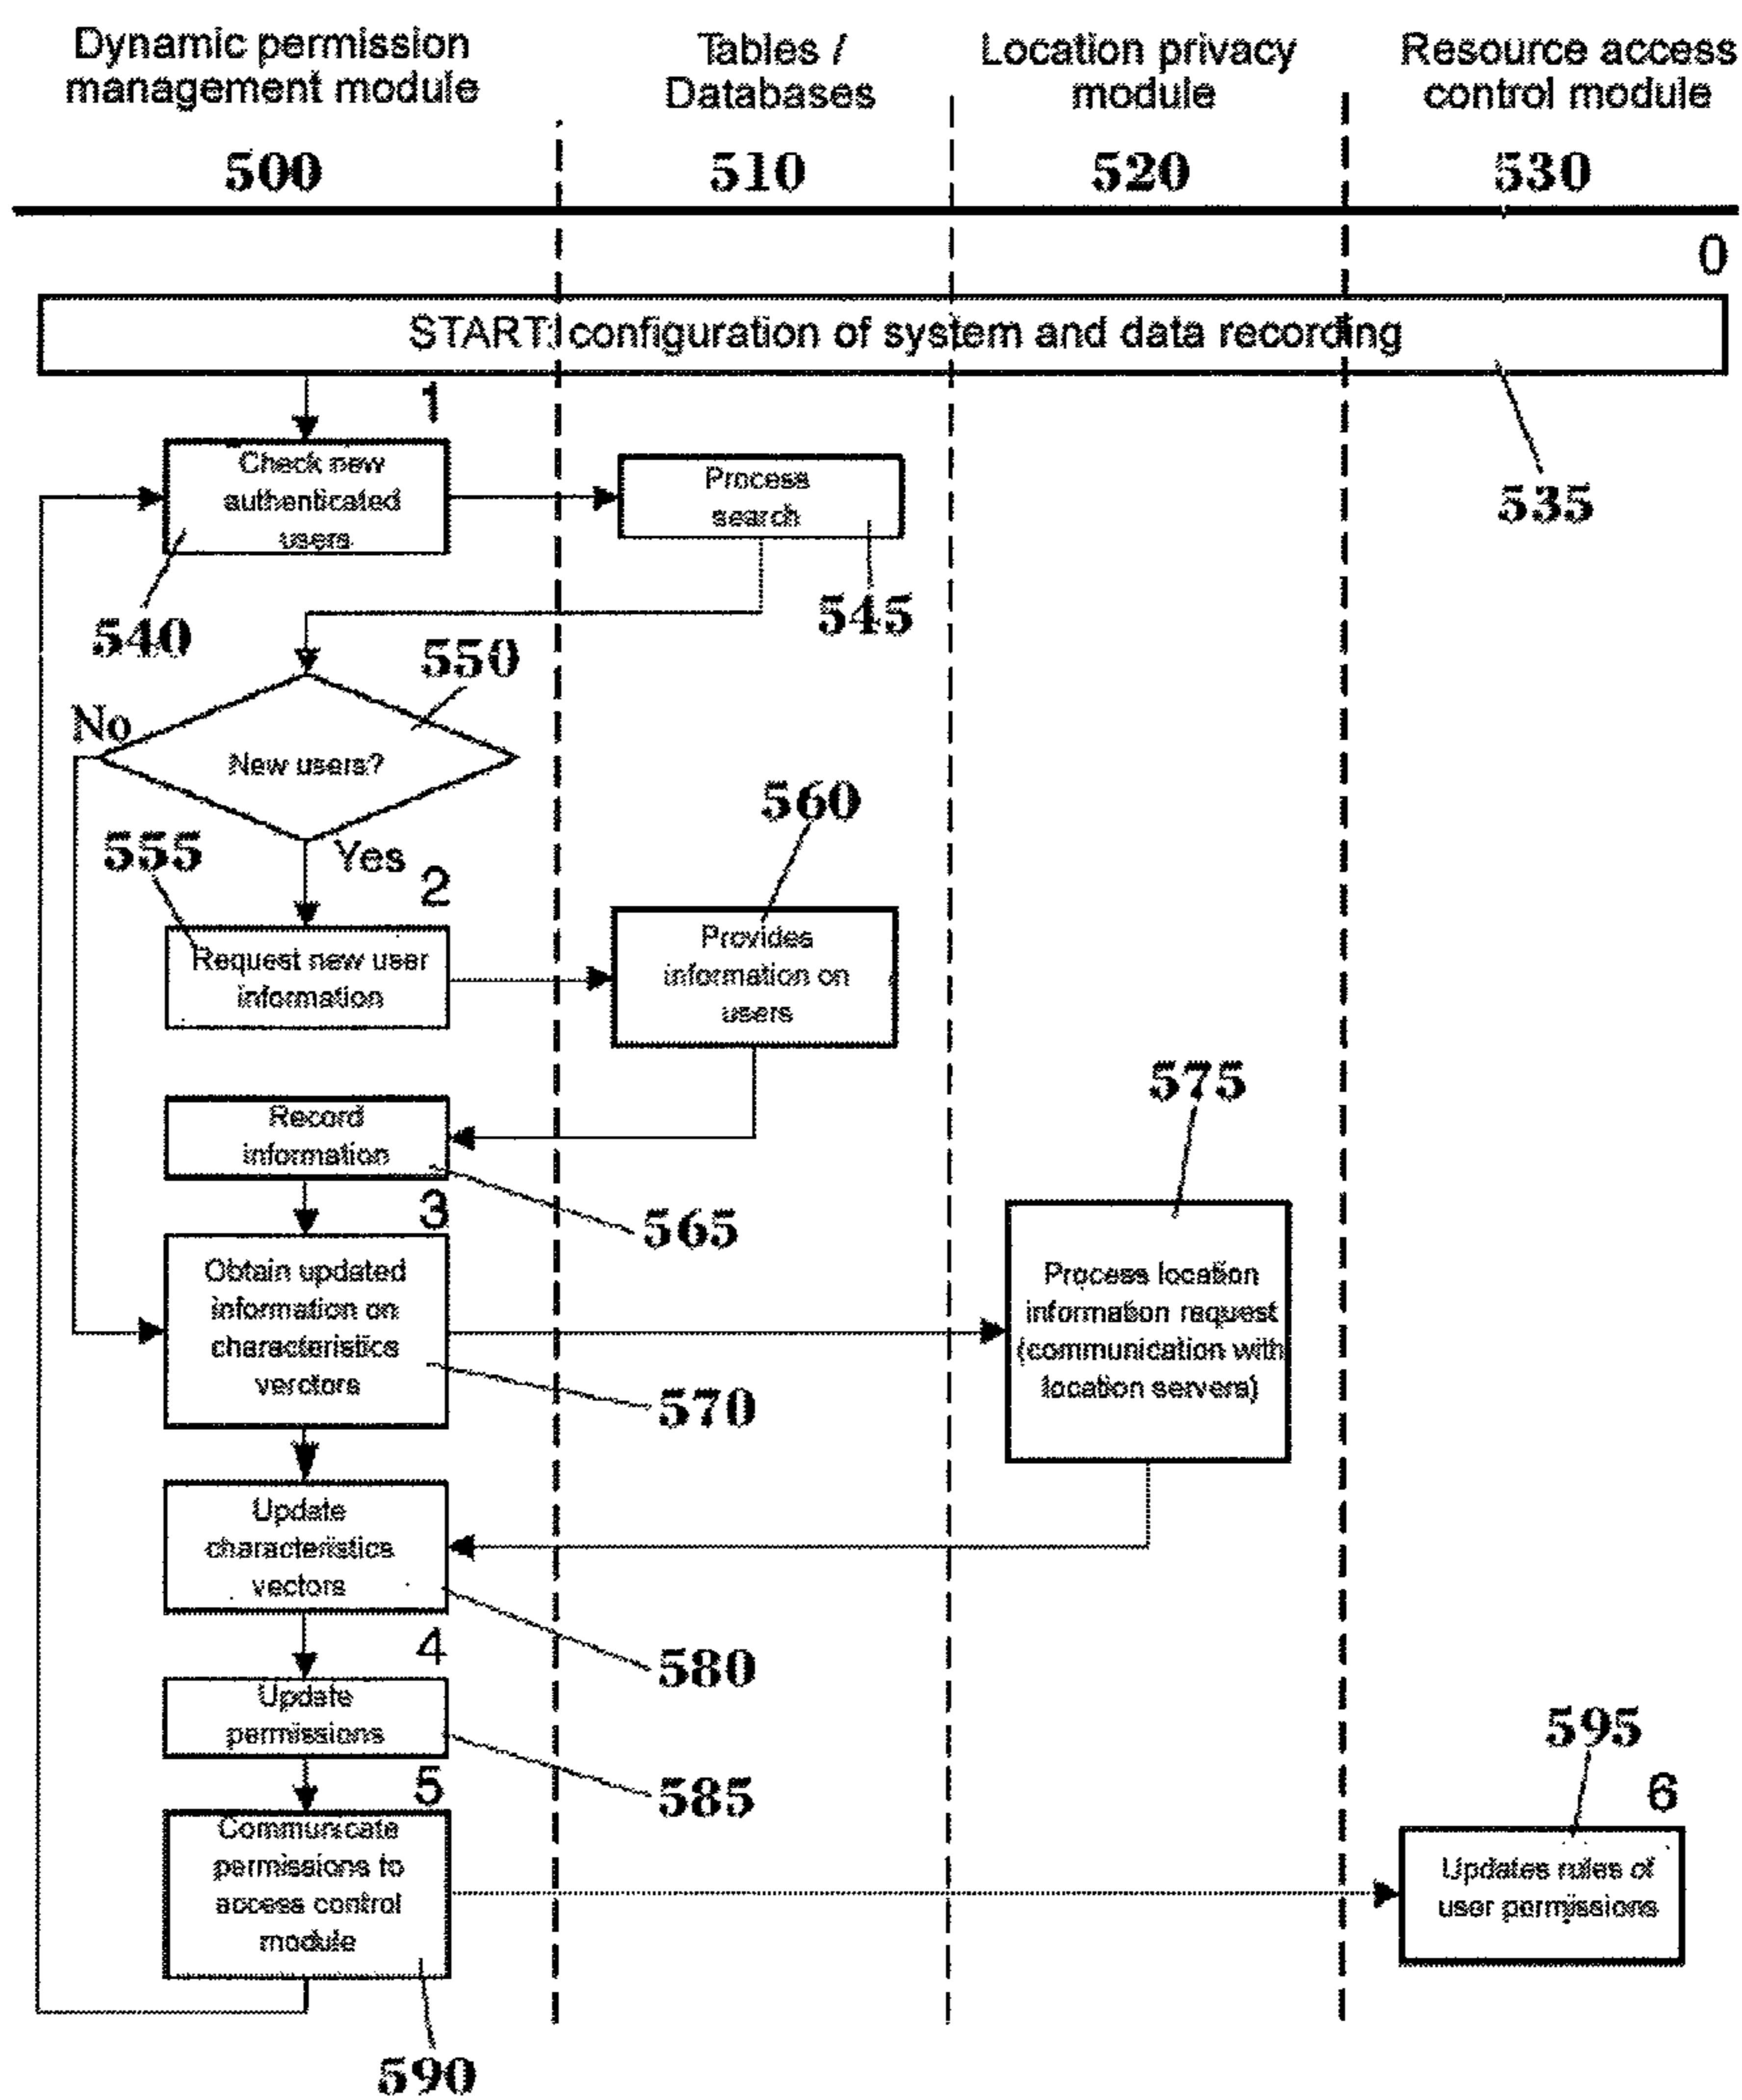 Dynamic permission
management module
500
Tables /
Databases
510
Location privacy
module
520
Resource access
control module
530
0
START: configuration of system and data recording
535
1
Check new
authenticated
users
540
Process
search
545
550
No
New users?
Yes
555
2
Request new user
information
560
Provides
information on
users
Record
information
565
3
Obtain updated
information on
characteristics
verctors
570
575
Process location
information request
(communication with
location servers)
Update
characteristics
vectors
580
4
Update
permissions
585
5
Communicate
permissions to
access control
module
590
595
6
Updates rules of
user permissions